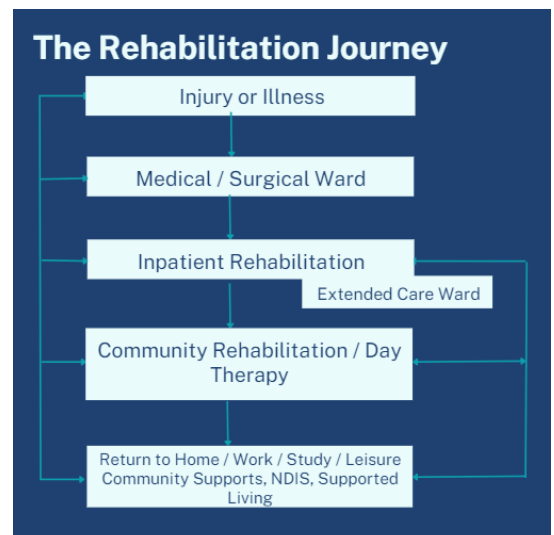 The Rehabilitation Journey
Injury or Illness
Medical / Surgical Ward
Inpatient Rehabilitation
Extended Care Ward
Community Rehabilitation / Day
Therapy
Return to Home / Work / Study / Leisure
Community Supports, NDIS, Supported
Living